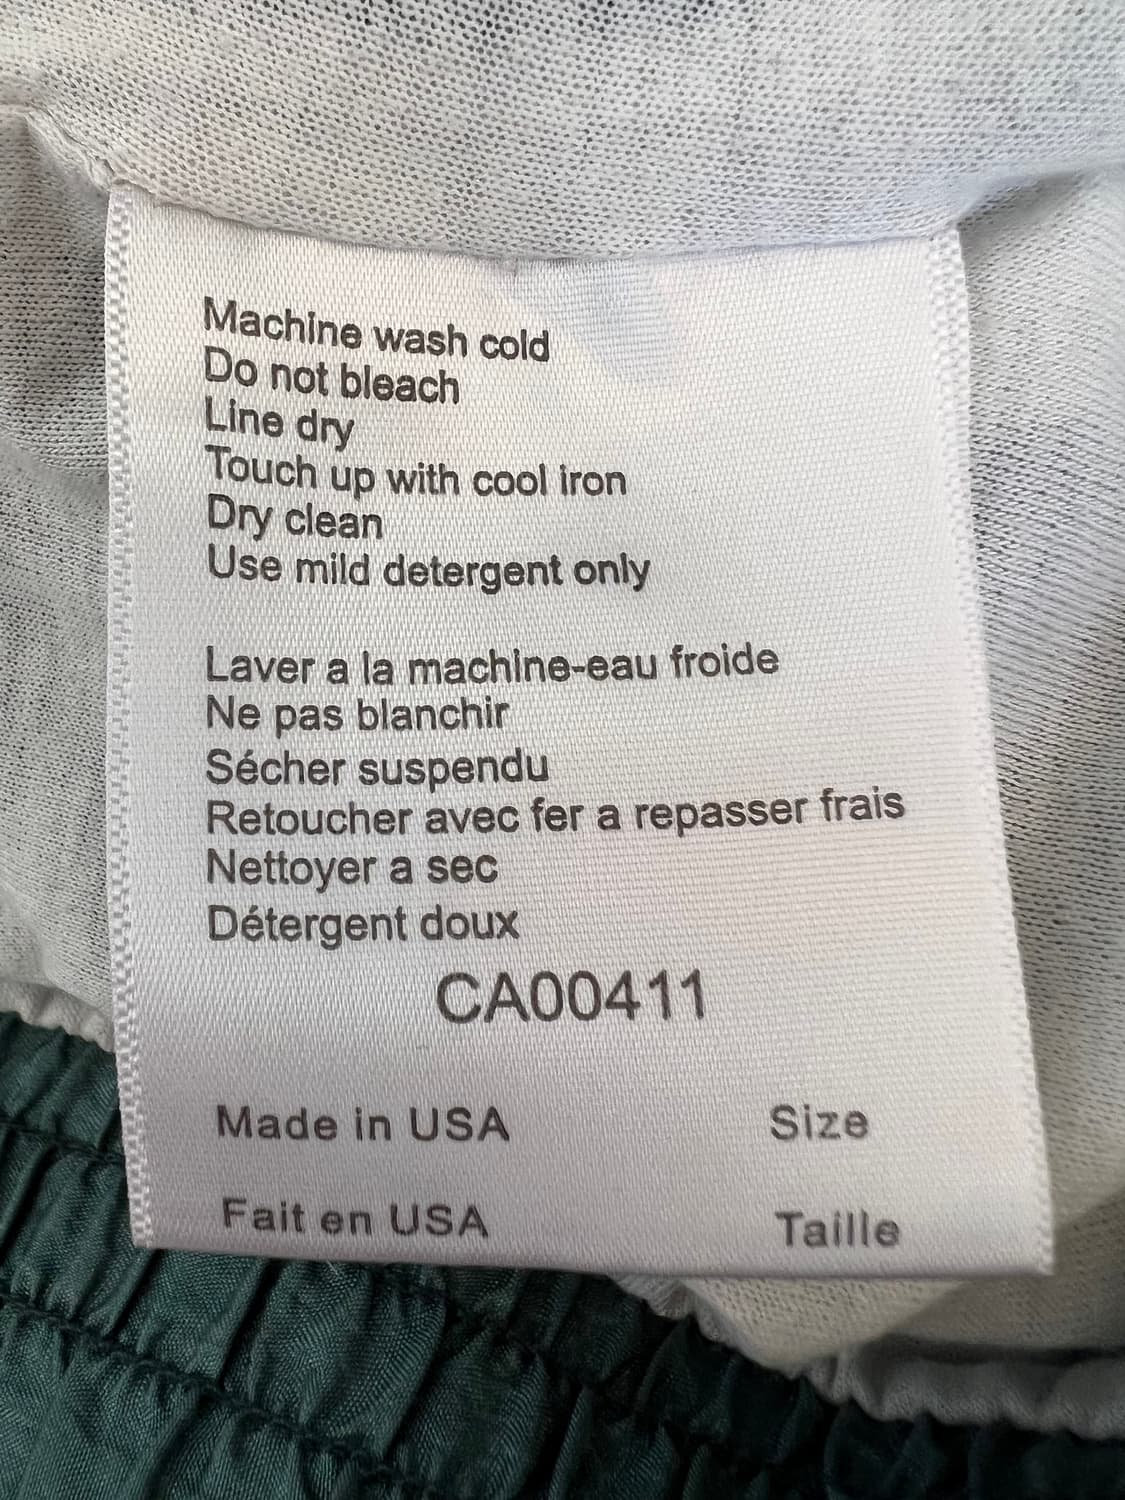 Machine wash cold
Do not bleach
Line dry
Touch up with cool iron
Dry clean
Use mild detergent only
Laver a la machine-eau froide
Ne pas blanchir
Sécher suspendu
Retoucher avec fer a repasser frais
Nettoyer a sec
Détergent doux
CA00411
Made in USA Size
Fait en USA Taille